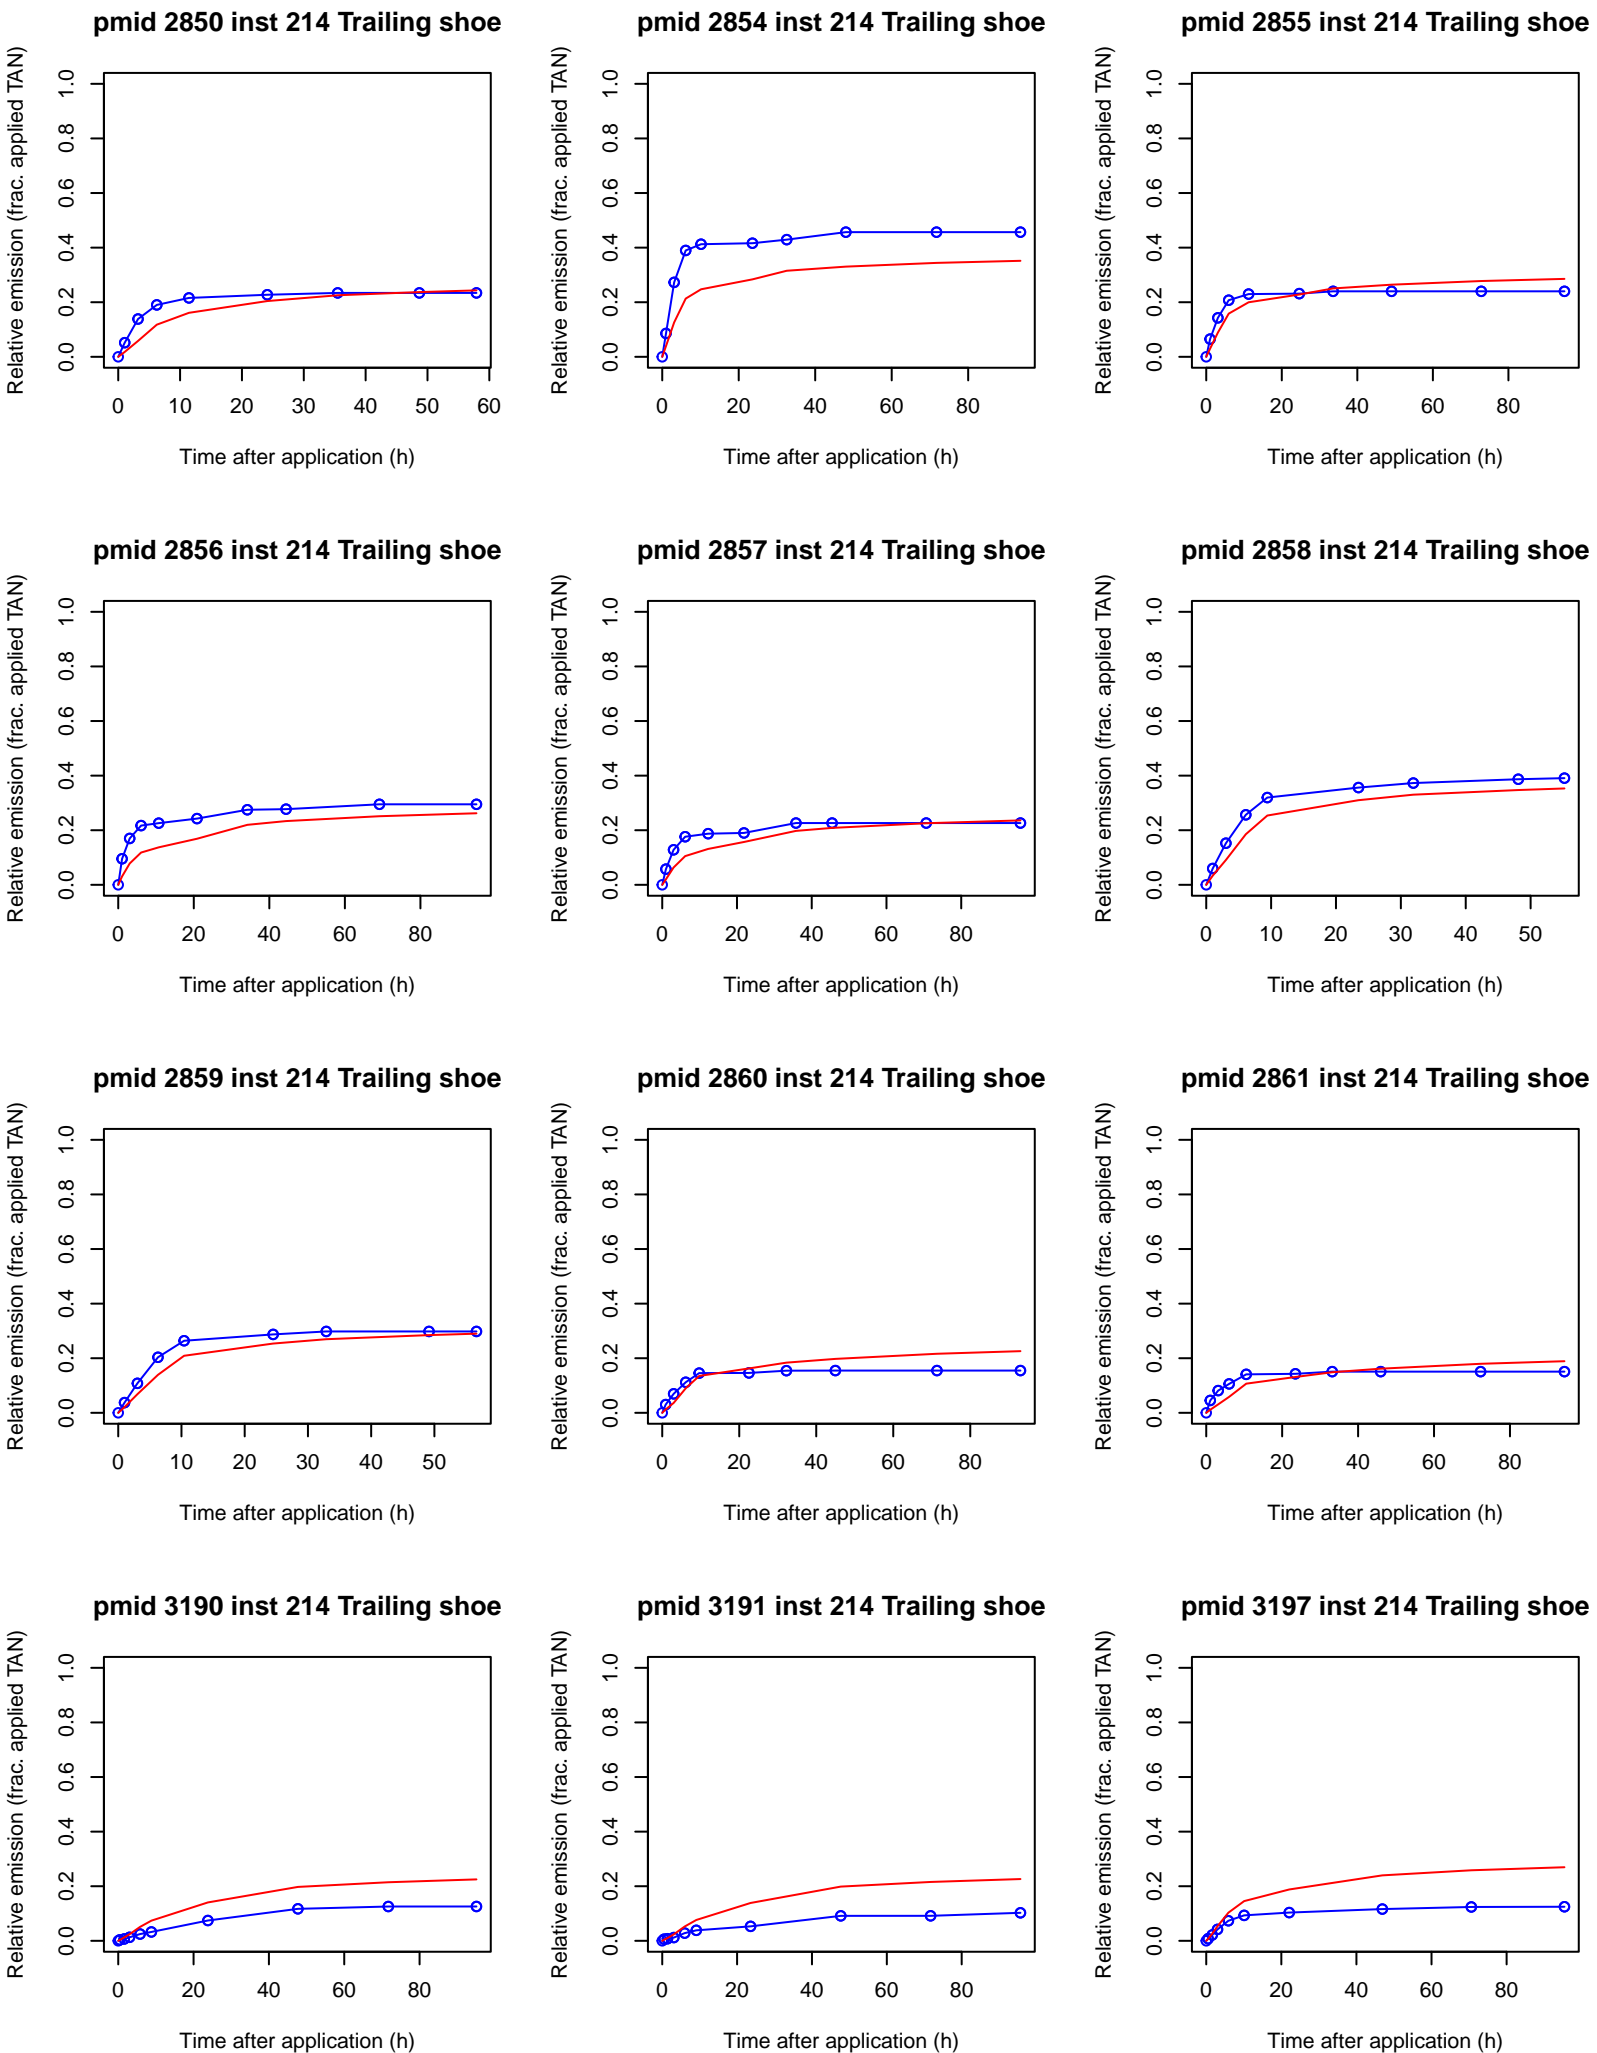 pmid 2850 inst 214 Trailing shoe
Relative emission (frac. applied TAN)
0.0 0.2 0.4 0.6 0.8 1.0
0 10 20 30 40 50 60
Time after application (h)
pmid 2854 inst 214 Trailing shoe
Relative emission (frac. applied TAN)
0.0 0.2 0.4 0.6 0.8 1.0
0 20 40 60 80
Time after application (h)
pmid 2855 inst 214 Trailing shoe
Relative emission (frac. applied TAN)
0.0 0.2 0.4 0.6 0.8 1.0
0 20 40 60 80
Time after application (h)
pmid 2856 inst 214 Trailing shoe
Relative emission (frac. applied TAN)
0.0 0.2 0.4 0.6 0.8 1.0
0 20 40 60 80
Time after application (h)
pmid 2857 inst 214 Trailing shoe
Relative emission (frac. applied TAN)
0.0 0.2 0.4 0.6 0.8 1.0
0 20 40 60 80
Time after application (h)
pmid 2858 inst 214 Trailing shoe
Relative emission (frac. applied TAN)
0.0 0.2 0.4 0.6 0.8 1.0
0 10 20 30 40 50
Time after application (h)
pmid 2859 inst 214 Trailing shoe
Relative emission (frac. applied TAN)
0.0 0.2 0.4 0.6 0.8 1.0
0 10 20 30 40 50
Time after application (h)
pmid 2860 inst 214 Trailing shoe
Relative emission (frac. applied TAN)
0.0 0.2 0.4 0.6 0.8 1.0
0 20 40 60 80
Time after application (h)
pmid 2861 inst 214 Trailing shoe
Relative emission (frac. applied TAN)
0.0 0.2 0.4 0.6 0.8 1.0
0 20 40 60 80
Time after application (h)
pmid 3190 inst 214 Trailing shoe
Relative emission (frac. applied TAN)
0.0 0.2 0.4 0.6 0.8 1.0
0 20 40 60 80
Time after application (h)
pmid 3191 inst 214 Trailing shoe
Relative emission (frac. applied TAN)
0.0 0.2 0.4 0.6 0.8 1.0
0 20 40 60 80
Time after application (h)
pmid 3197 inst 214 Trailing shoe
Relative emission (frac. applied TAN)
0.0 0.2 0.4 0.6 0.8 1.0
0 20 40 60 80
Time after application (h)